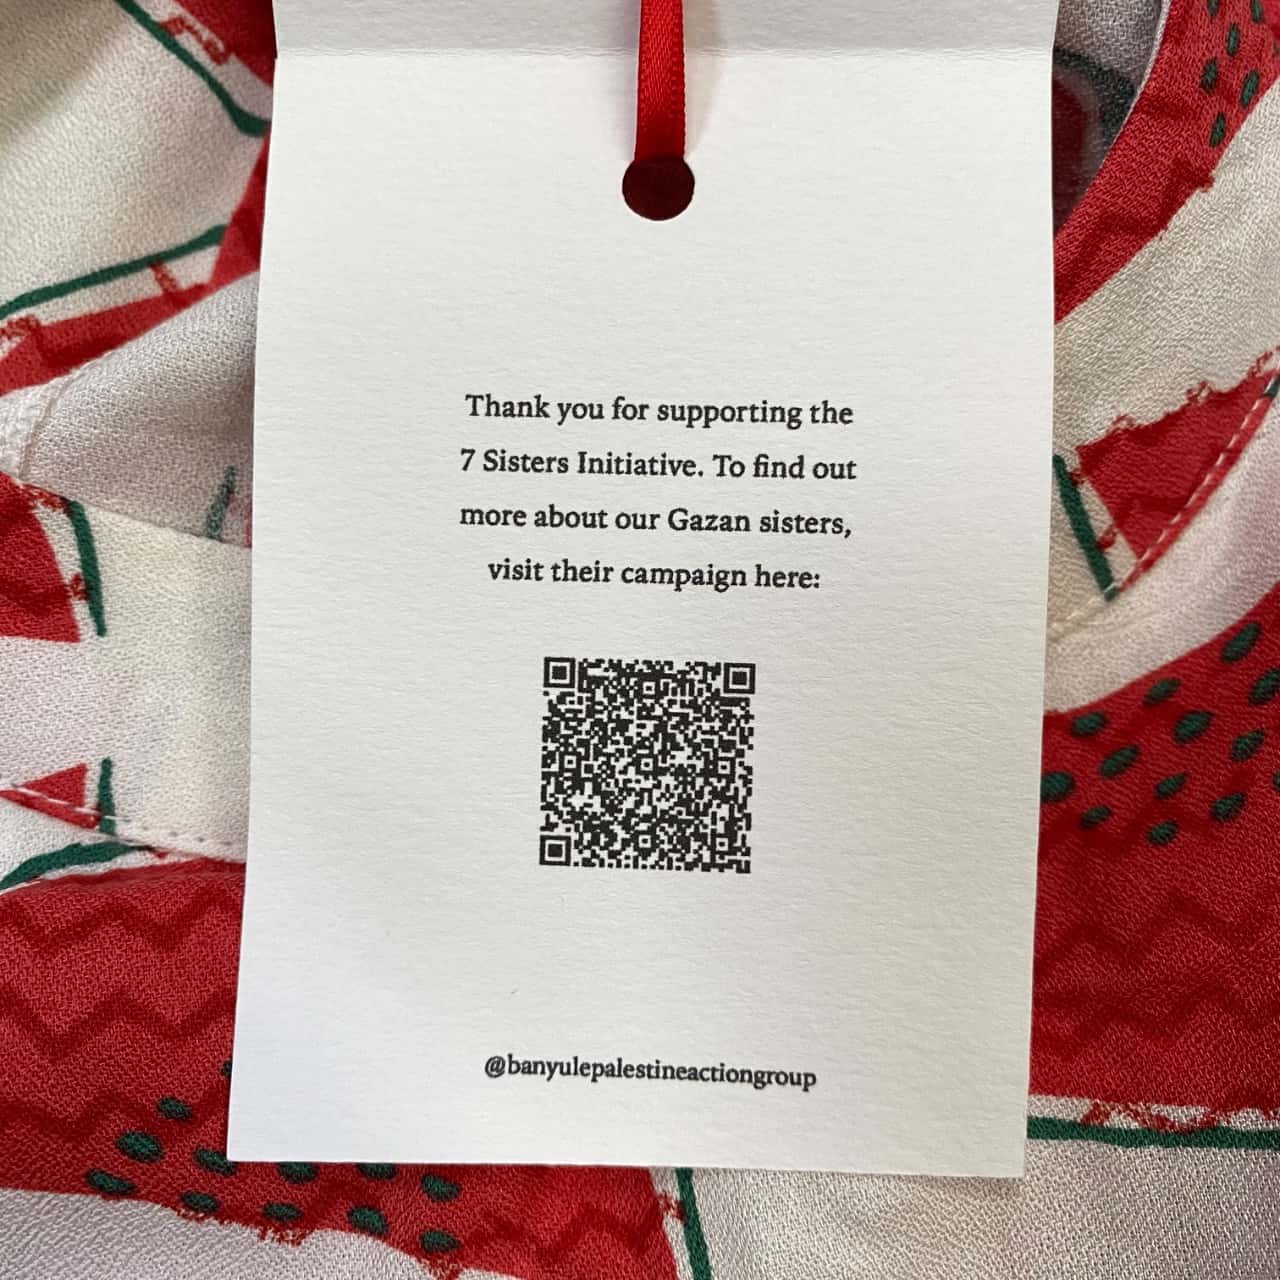 Thank you for supporting the
7 Sisters Initiative. To find out
more about our Gazan sisters,
visit their campaign here:
@banyulepalestineactiongroup